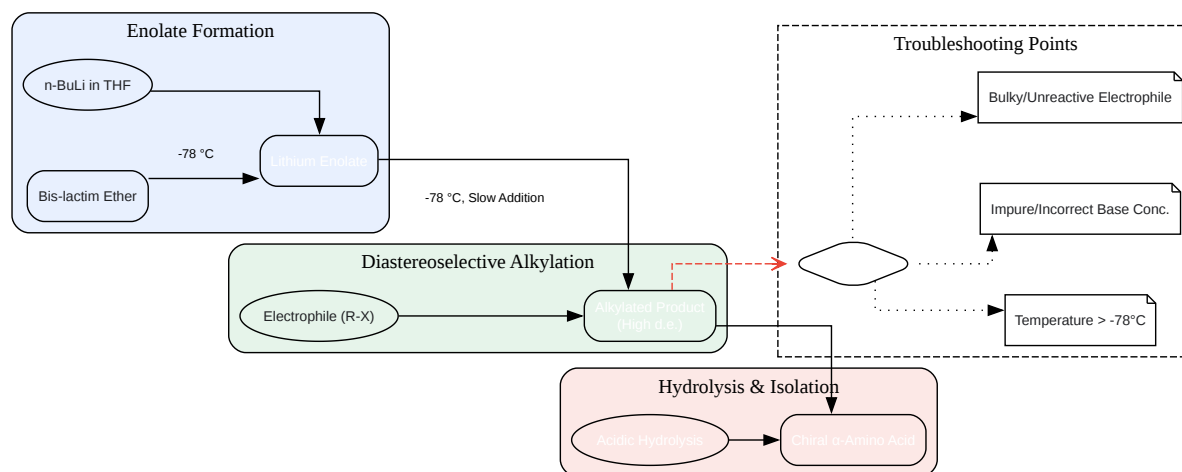 Enolate Formation
n-BuLi in THF
-78 °C
Lithium Enolate
Bis-lactim Ether
-78 °C, Slow Addition
Diastereoselective Alkylation
Electrophile (R-X)
Alkylated Product
(High d.e.)
Hydrolysis & Isolation
Acidic Hydrolysis
Chiral α-Amino Acid
Troubleshooting Points
Bulky/Unreactive Electrophile
Impure/Incorrect Base Conc.
Temperature > -78°C